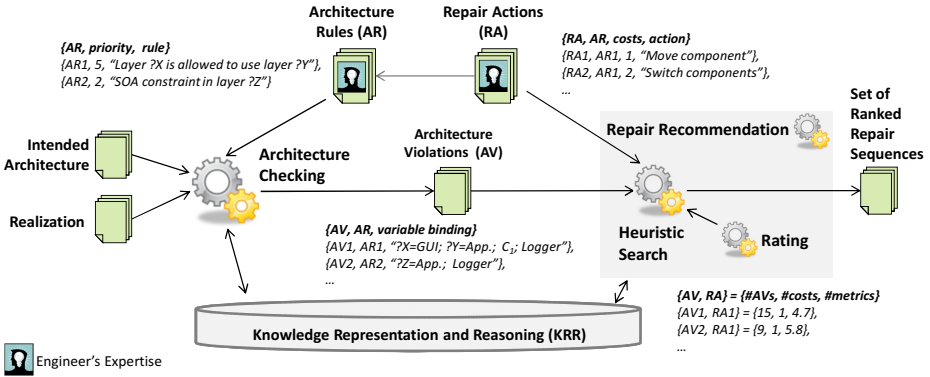 Architecture
Rules (AR)
Repair Actions
(RA)
{AR, priority, rule}
{AR1, 5, “Layer ?X is allowed to use layer ?Y”},
{AR2, 2, “SOA constraint in layer ?Z”}
{RA, AR, costs, action}
{RA1, AR1, 1, “Move component”},
{RA2, AR1, 2, “Switch components”},
…
Set of
Ranked
Repair
Sequences
Repair Recommendation
Intended
Architecture
Architecture
Checking
Architecture
Violations (AV)
Realization
Heuristic
Search
Rating
{AV, AR, variable binding}
{AV1, AR1, “?X=GUI; ?Y=App.; C₁; Logger”},
{AV2, AR2, “?Z=App.; Logger”},
…
{AV, RA} = {#AVs, #costs, #metrics}
{AV1, RA1} = {15, 1, 4.7},
{AV2, RA1} = {9, 1, 5.8},
…
Knowledge Representation and Reasoning (KRR)
Engineer’s Expertise